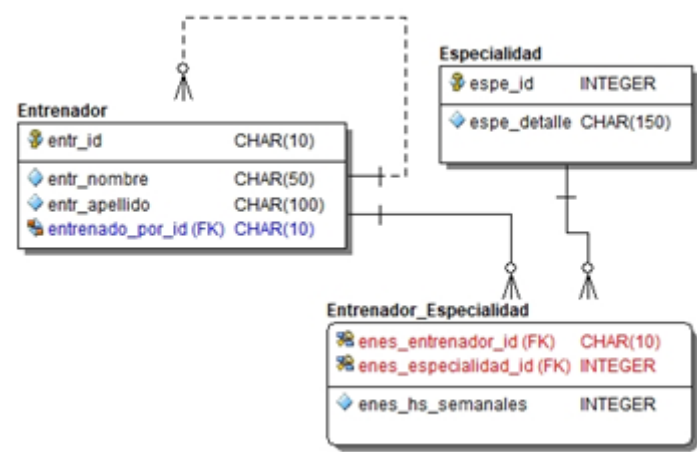 Entrenador
entr_id CHAR(10)
entr_nombre CHAR(50)
entr_apellido CHAR(100)
entrenado_por_id (FK) CHAR(10)
Especialidad
espe_id INTEGER
espe_detalle CHAR(150)
Entrenador_Especialidad
enes_entrenador_id (FK) CHAR(10)
enes_especialidad_id (FK) INTEGER
enes_hs_semanales INTEGER